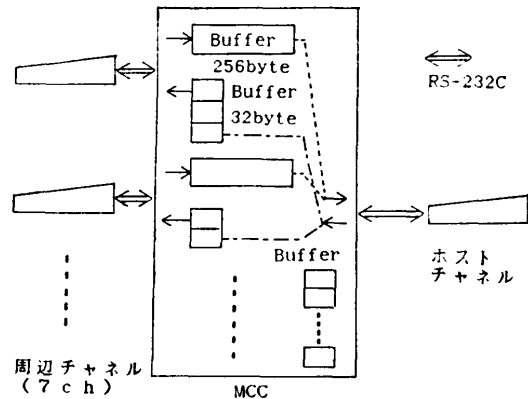 Buffer
256byte
Buffer
32byte
RS-232C
Buffer
ホスト
チャネル
周辺チャネル
(7ch)
MCC